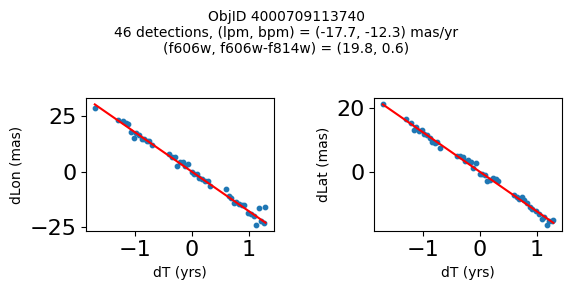 ObjID 4000709113740
46 detections, (lpm, bpm) = (-17.7, -12.3) mas/yr
(f606w, f606w-f814w) = (19.8, 0.6)
dLon (mas)
25
0
−25
−1
0
1
dT (yrs)
dLat (mas)
20
0
−1
0
1
dT (yrs)